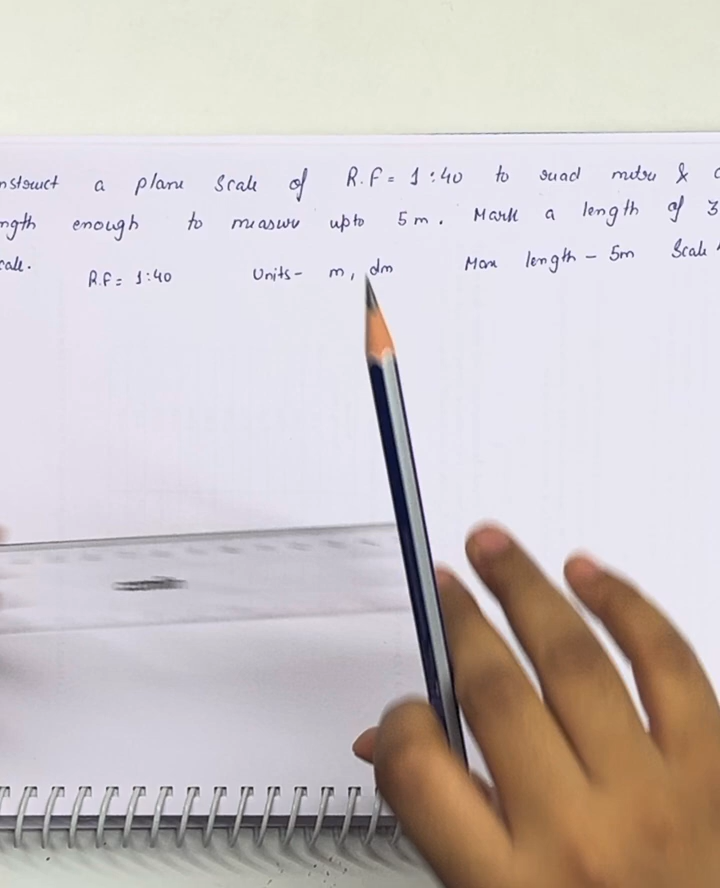 nstruct a plane Scale of R.F = 1:40 to read metre &
ngth enough to measure upto 5m. Mark a length of 3
cale.
R.F = 1:40 Units- m, dm Max length - 5m Scale